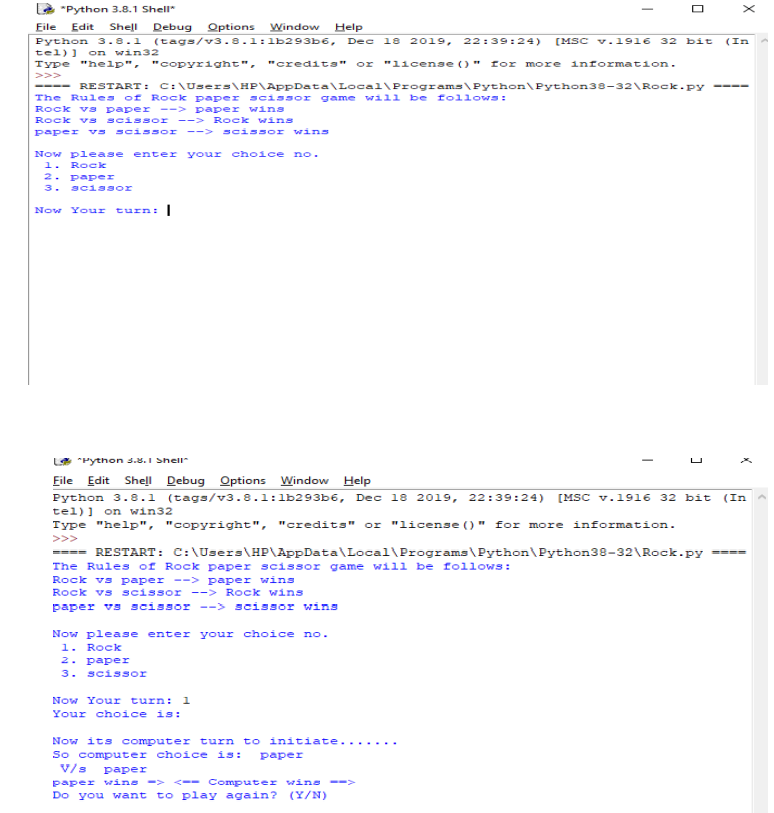 *Python 3.8.1 Shell*
File Edit Shell Debug Options Window Help
Python 3.8.1 (tags/v3.8.1:1b293b6, Dec 18 2019, 22:39:24) [MSC v.1916 32 bit (In
tel)] on win32
Type "help", "copyright", "credits" or "license()" for more information.
>>>
==== RESTART: C:\Users\HP\AppData\Local\Programs\Python\Python38-32\Rock.py ====
The Rules of Rock paper scissor game will be follows:
Rock vs paper --> paper wins
Rock vs scissor --> Rock wins
paper vs scissor --> scissor wins
Now please enter your choice no.
1. Rock
2. paper
3. scissor
Now Your turn:
*Python 3.8.1 Shell*
File Edit Shell Debug Options Window Help
Python 3.8.1 (tags/v3.8.1:1b293b6, Dec 18 2019, 22:39:24) [MSC v.1916 32 bit (In
tel)] on win32
Type "help", "copyright", "credits" or "license()" for more information.
>>>
==== RESTART: C:\Users\HP\AppData\Local\Programs\Python\Python38-32\Rock.py ====
The Rules of Rock paper scissor game will be follows:
Rock vs paper --> paper wins
Rock vs scissor --> Rock wins
paper vs scissor --> scissor wins
Now please enter your choice no.
1. Rock
2. paper
3. scissor
Now Your turn: 1
Your choice is:
Now its computer turn to initiate.......
So computer choice is: paper
V/s paper
paper wins => <== Computer wins ==>
Do you want to play again? (Y/N)